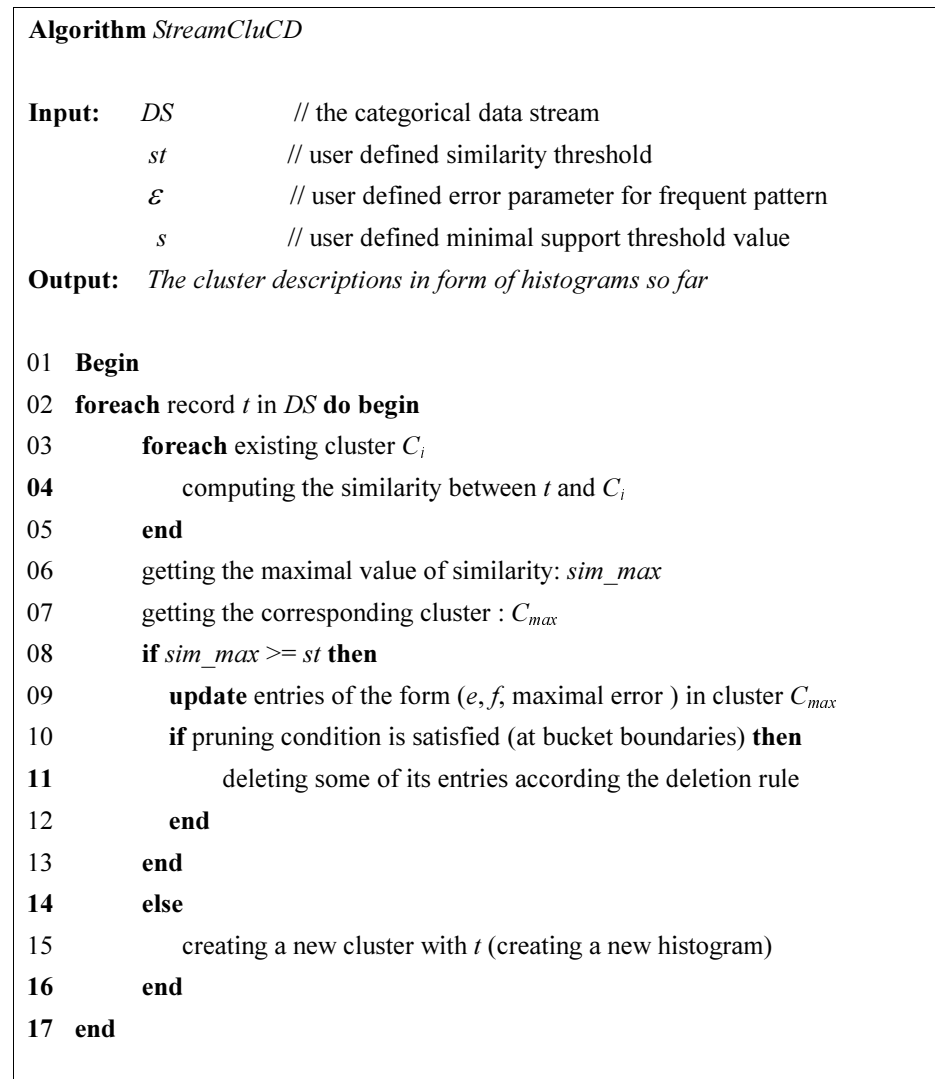 Algorithm StreamCluCD
Input: DS // the categorical data stream
st // user defined similarity threshold
ε // user defined error parameter for frequent pattern
s // user defined minimal support threshold value
Output: The cluster descriptions in form of histograms so far
01 Begin
02 foreach record t in DS do begin
03 foreach existing cluster Ci
04 computing the similarity between t and Ci
05 end
06 getting the maximal value of similarity: sim_max
07 getting the corresponding cluster : Cmax
08 if sim_max >= st then
09 update entries of the form (e, f, maximal error ) in cluster Cmax
10 if pruning condition is satisfied (at bucket boundaries) then
11 deleting some of its entries according the deletion rule
12 end
13 end
14 else
15 creating a new cluster with t (creating a new histogram)
16 end
17 end